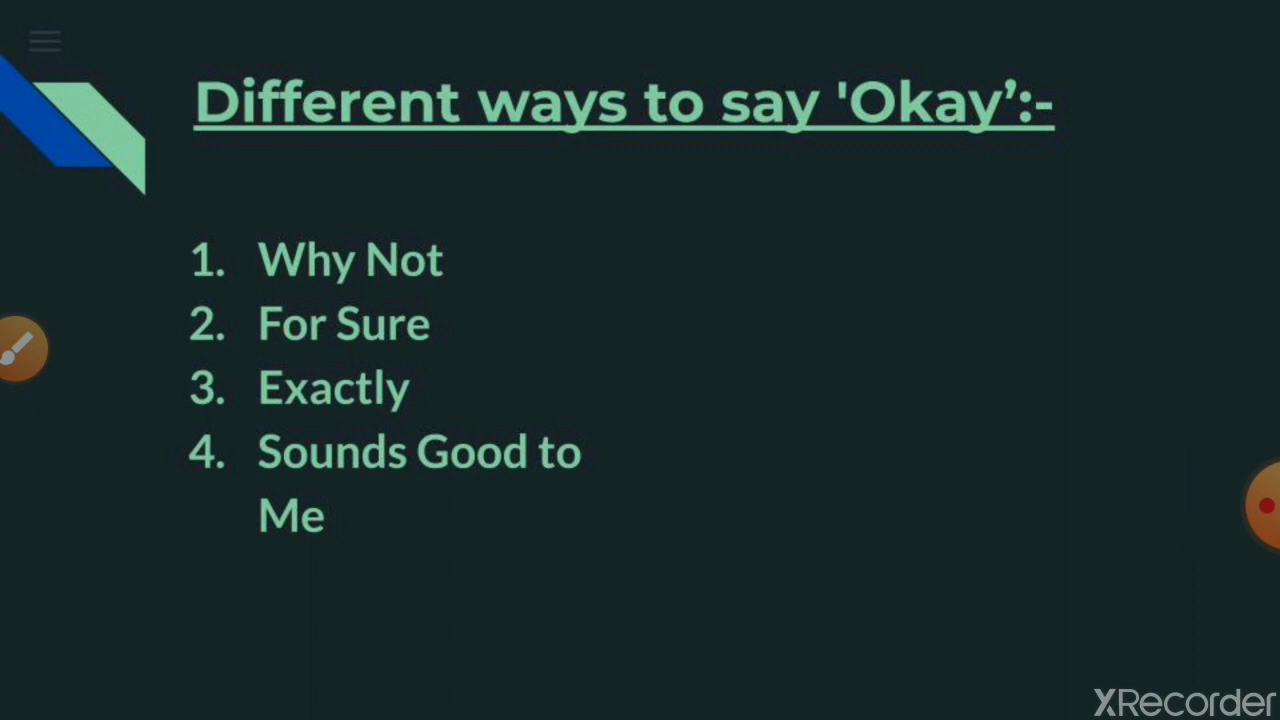 Different ways to say 'Okay’:-
1. Why Not
2. For Sure
3. Exactly
4. Sounds Good to
Me
XRecorder